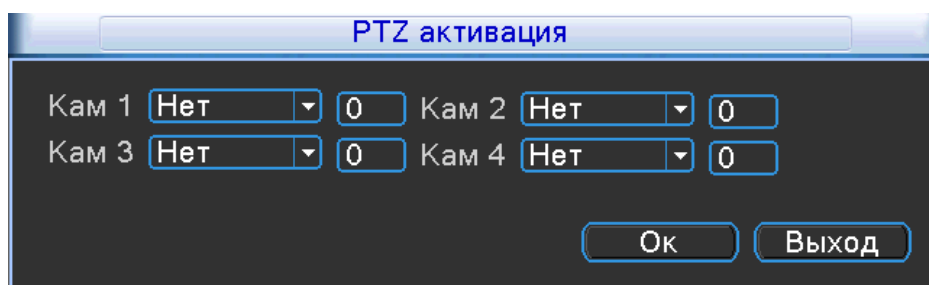 PTZ активация
Кам 1 Нет 0 Кам 2 Нет 0
Кам 3 Нет 0 Кам 4 Нет 0
Ок Выход